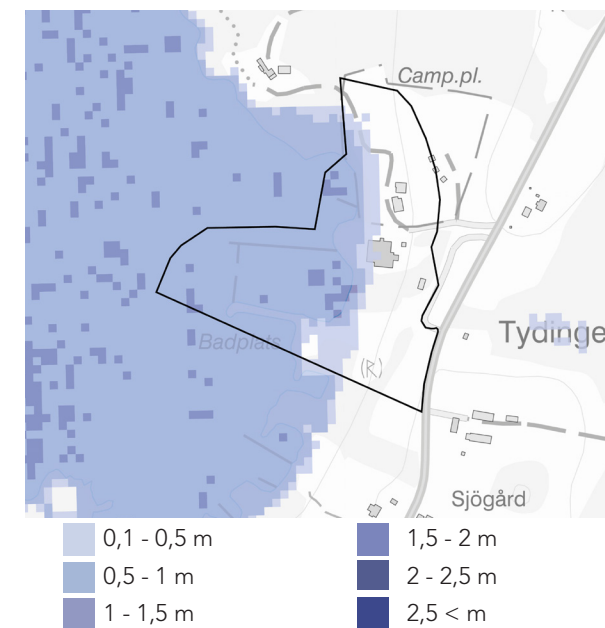 Camp.pl.
Tydinge
Badplats
(R)
Sjögård
0,1 - 0,5 m
0,5 - 1 m
1 - 1,5 m
1,5 - 2 m
2 - 2,5 m
2,5 < m